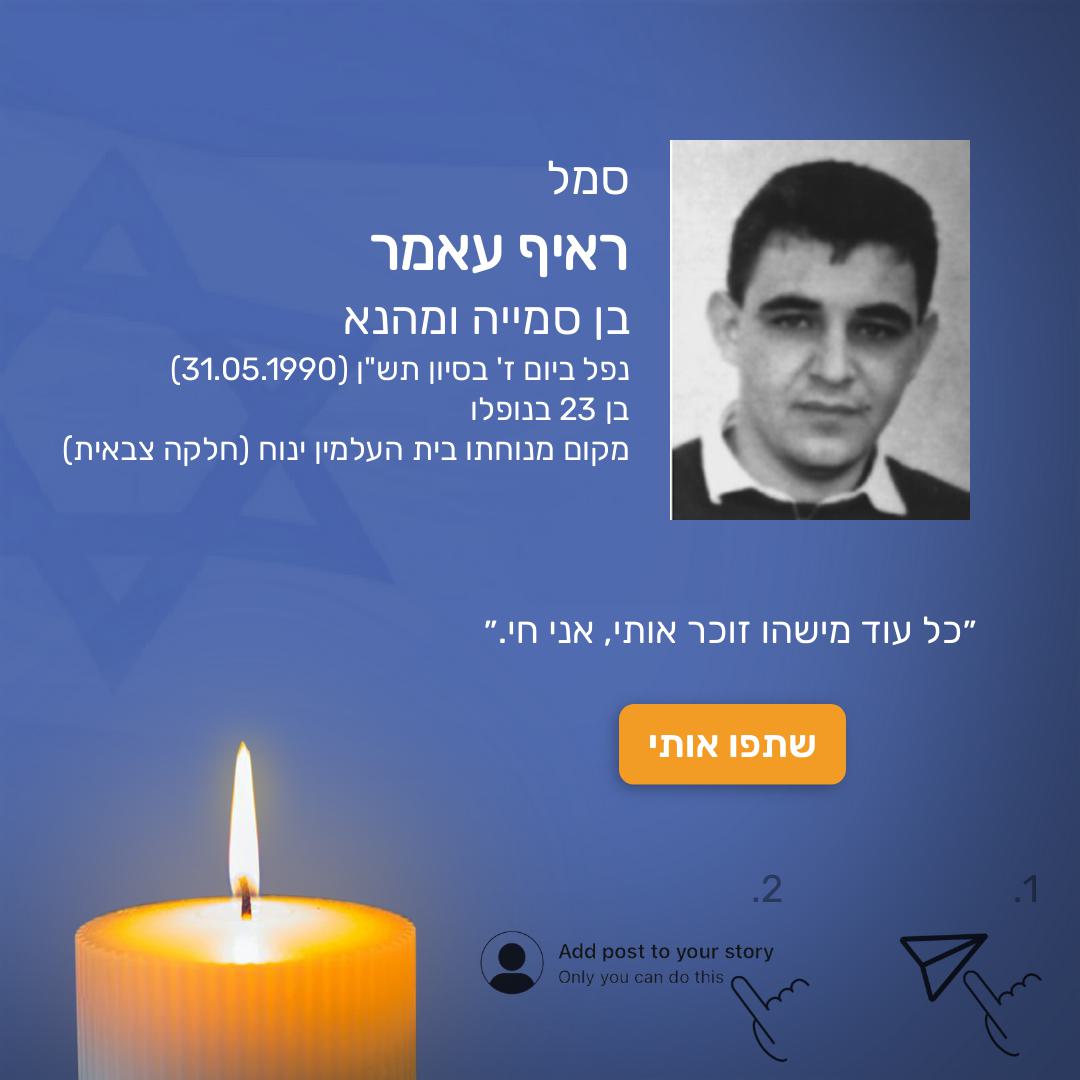 סמל
ראיף עאמר
בן סמייה ומהנא
נפל ביום ז' בסיון תש"ן (31.05.1990)
בן 23 בנופלו
מקום מנוחתו בית העלמין ינוח (חלקה צבאית)
״כל עוד מישהו זוכר אותי, אני חי.״
שתפו אותי
.1
.2
Add post to your story
Only you can do this